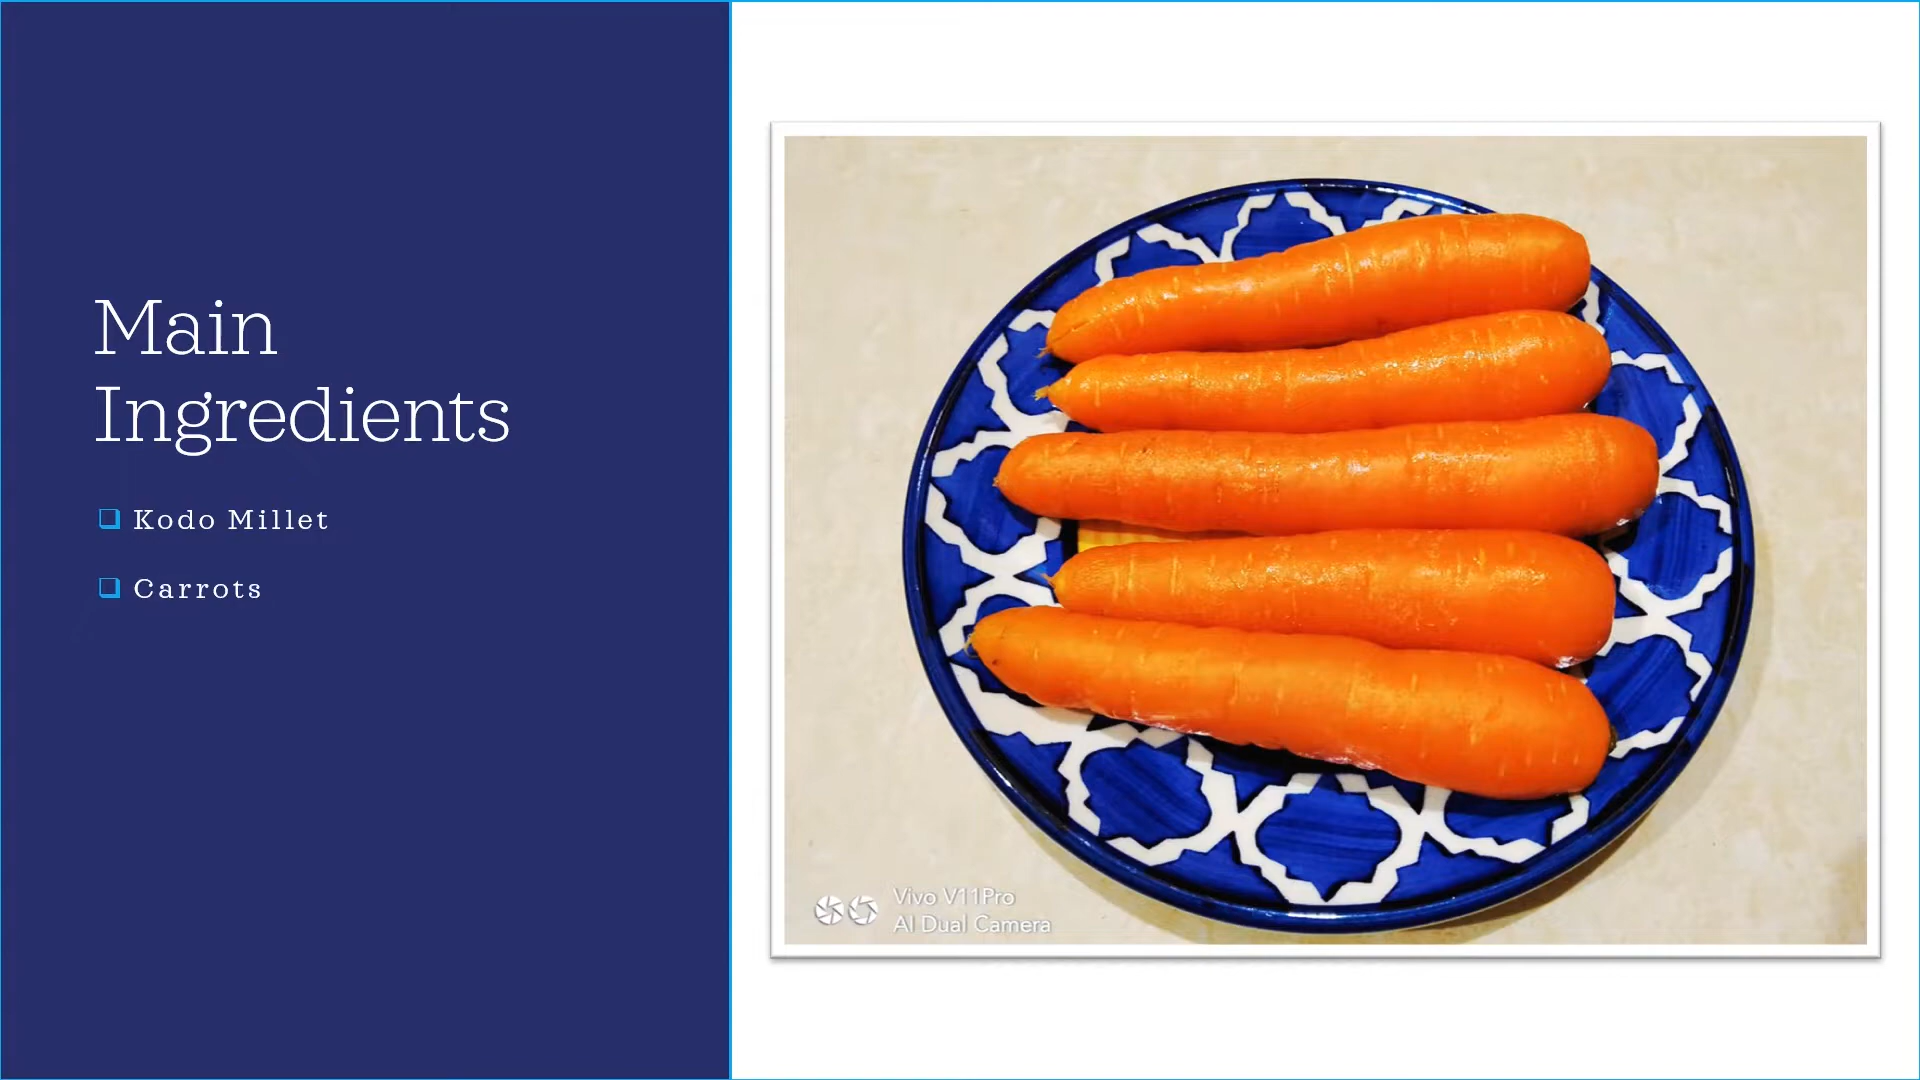 Main
Ingredients
Kodo Millet
Carrots
Vivo V11Pro
AI Dual Camera